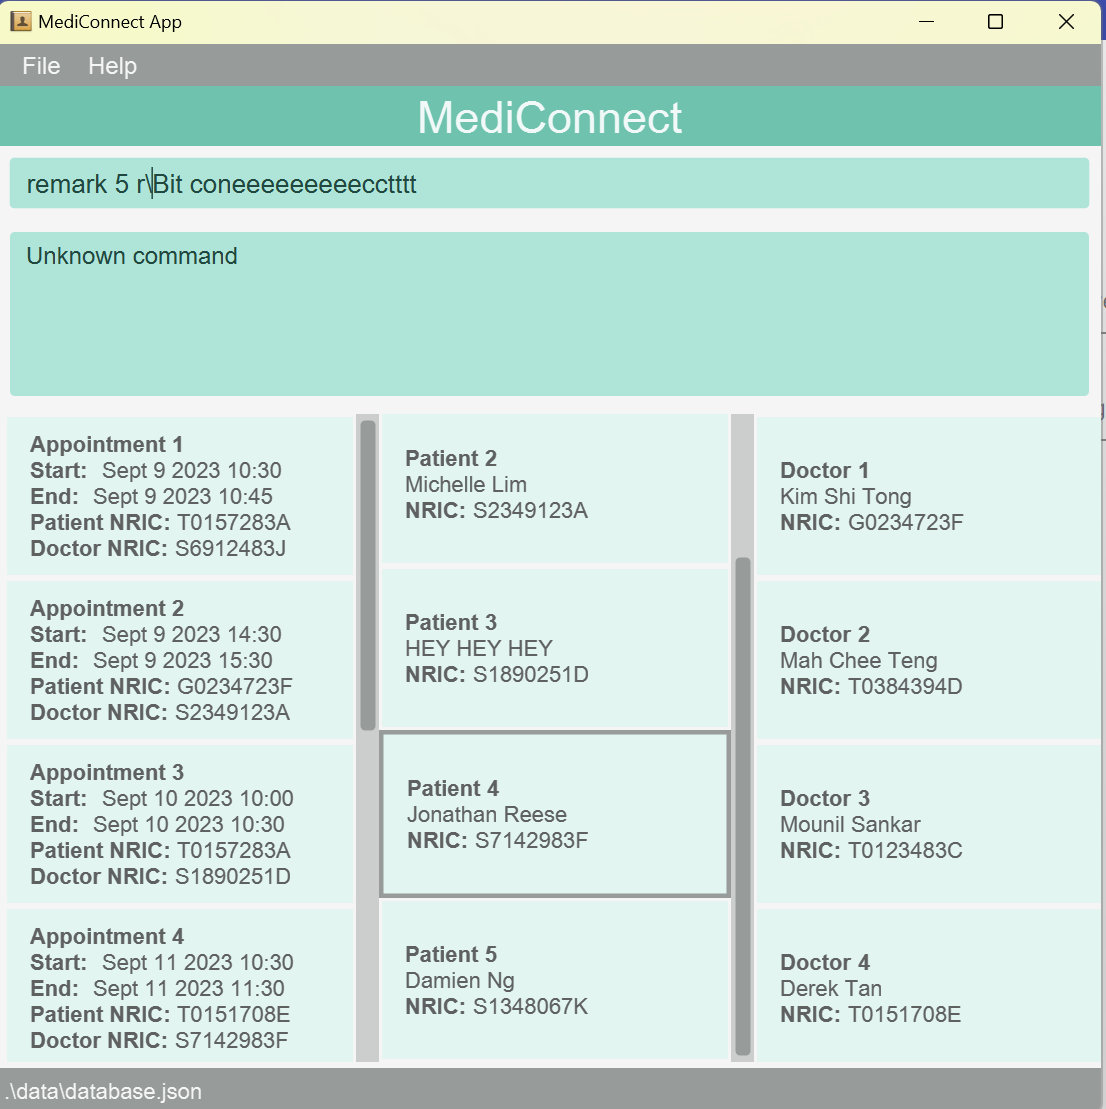 MediConnect App
File Help
MediConnect
remark 5 r\Bit coneeeeeeeeecctttt
Unknown command
Appointment 1
Start: Sept 9 2023 10:30
End: Sept 9 2023 10:45
Patient NRIC: T0157283A
Doctor NRIC: S6912483J
Appointment 2
Start: Sept 9 2023 14:30
End: Sept 9 2023 15:30
Patient NRIC: G0234723F
Doctor NRIC: S2349123A
Appointment 3
Start: Sept 10 2023 10:00
End: Sept 10 2023 10:30
Patient NRIC: T0157283A
Doctor NRIC: S1890251D
Appointment 4
Start: Sept 11 2023 10:30
End: Sept 11 2023 11:30
Patient NRIC: T0151708E
Doctor NRIC: S7142983F
Patient 2
Michelle Lim
NRIC: S2349123A
Patient 3
HEY HEY HEY
NRIC: S1890251D
Patient 4
Jonathan Reese
NRIC: S7142983F
Patient 5
Damien Ng
NRIC: S1348067K
Doctor 1
Kim Shi Tong
NRIC: G0234723F
Doctor 2
Mah Chee Teng
NRIC: T0384394D
Doctor 3
Mounil Sankar
NRIC: T0123483C
Doctor 4
Derek Tan
NRIC: T0151708E
.\data\database.json